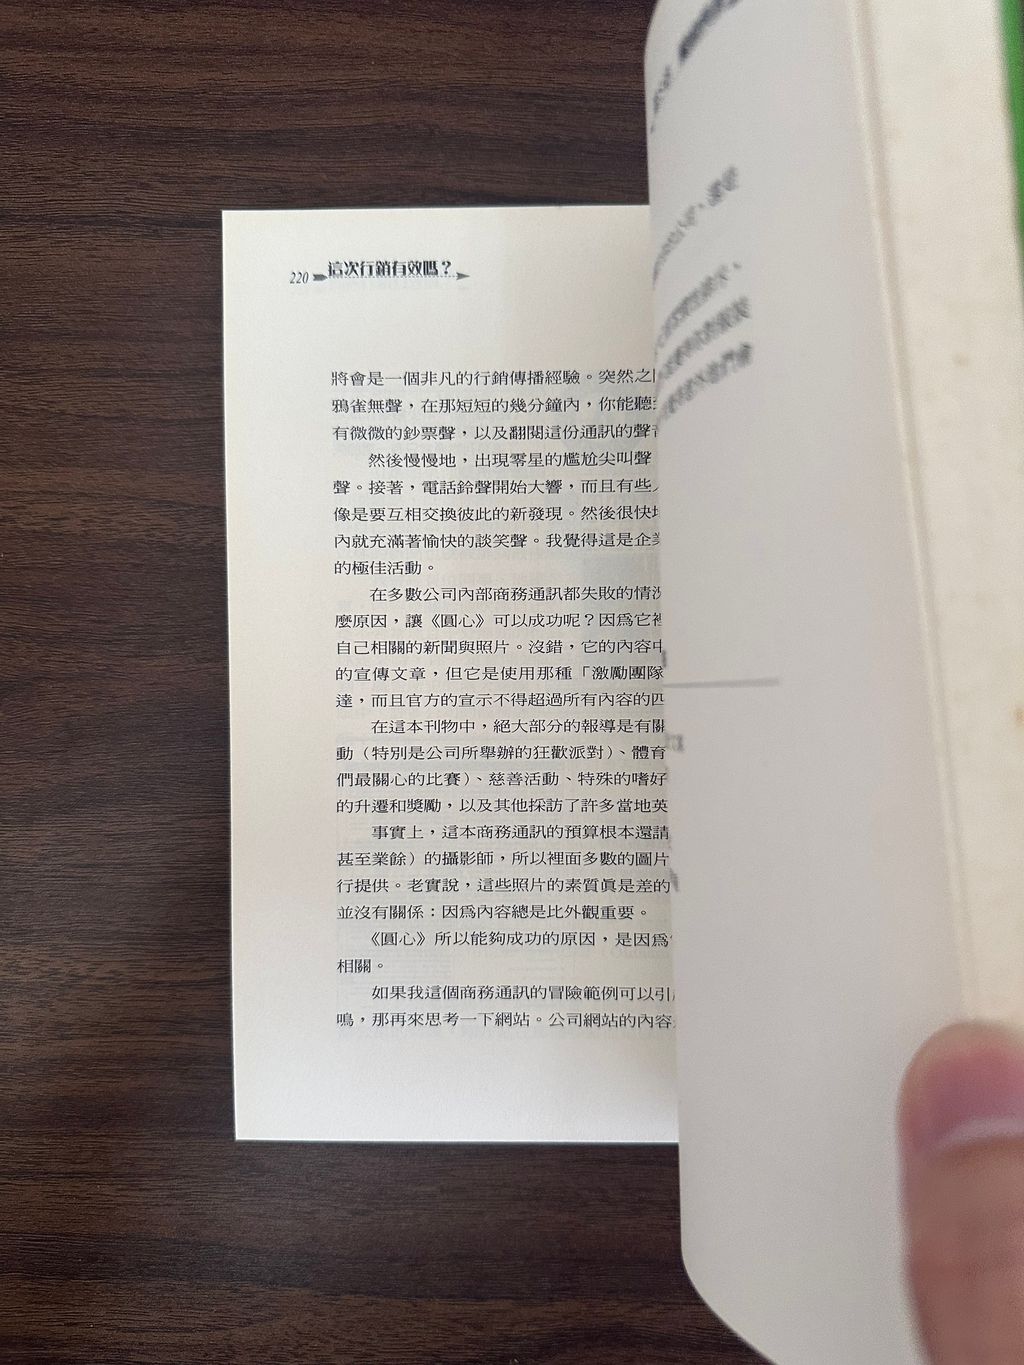 220 這次行銷有效嗎？
將會是一個非凡的行銷傳播經驗。突然之
鴉雀無聲，在那短短的幾分鐘內，你能聽
有微微的鈔票聲，以及翻閱這份通訊的聲
然後慢慢地，出現零星的尷尬尖叫聲
聲。接著，電話鈴聲開始大響，而且有些
像是要互相交換彼此的新發現。然後很快
內就充滿著愉快的談笑聲。我覺得這是企
的極佳活動。
在多數公司內部商務通訊都失敗的情況
麼原因，讓《圓心》可以成功呢？因為它裡
自己相關的新聞與照片。沒錯，它的內容中
的宣傳文章，但它是使用那種「激勵團隊
達，而且官方的宣示不得超過所有內容的四
在這本刊物中，絕大部分的報導是有關
動（特別是公司所舉辦的狂歡派對）、體育
們最關心的比賽）、慈善活動、特殊的嗜好
的升遷和獎勵，以及其他採訪了許多當地英
事實上，這本商務通訊的預算根本還請
甚至業餘）的攝影師，所以裡面多數的圖片
行提供。老實說，這些照片的素質眞是差的
並沒有關係：因為內容總是比外觀重要。
《圓心》所以能夠成功的原因，是因為
相關。
如果我這個商務通訊的冒險範例可以引
鳴，那再來思考一下網站。公司網站的內容